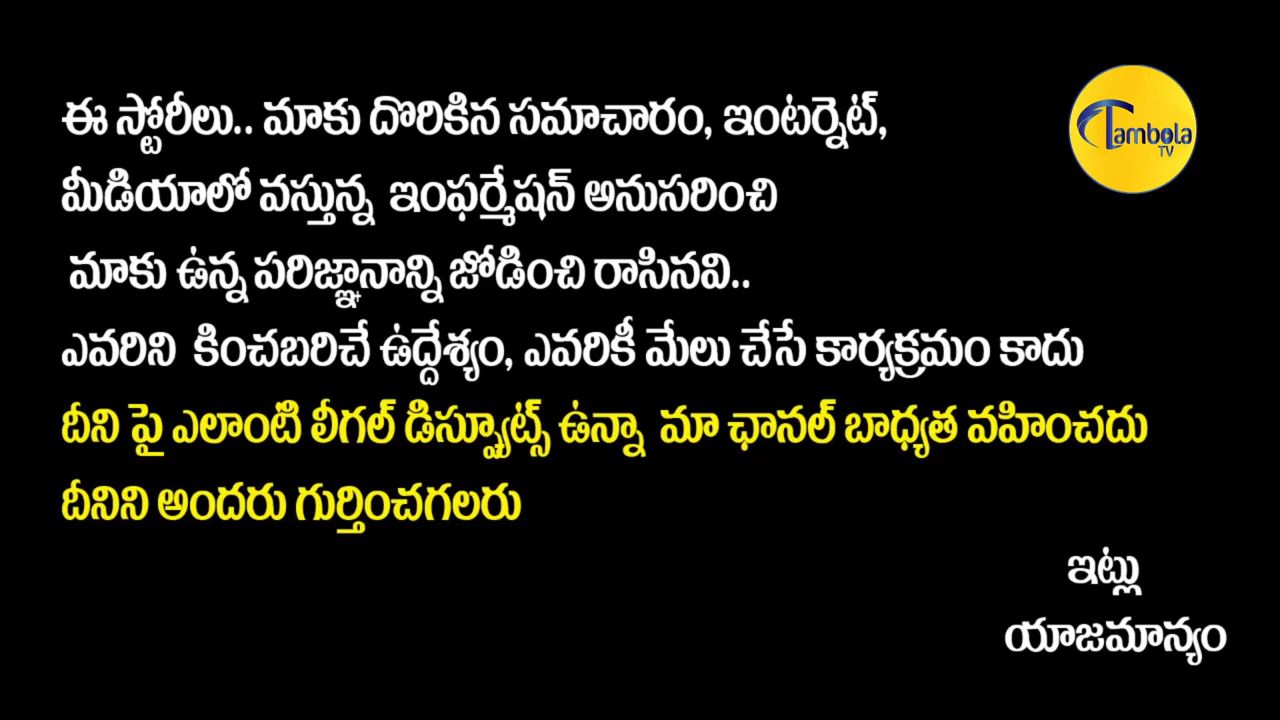 ఈ స్టోరీలు.. మాకు దొరికిన సమాచారం, ఇంటర్నెట్,
Tambola
TV
మీడియాలో వస్తున్న ఇంఫర్మేషన్ అనుసరించి
మాకు ఉన్న పరిజ్ఞానాన్ని జోడించి రాసినవి..
ఎవరిని కించబరిచే ఉద్దేశ్యం, ఎవరికీ మేలు చేసే కార్యక్రమం కాదు
దీని పై ఎలాంటి లీగల్ డిస్ప్యూట్స్ ఉన్నా మా ఛానల్ బాధ్యత వహించదు
దీనిని అందరు గుర్తించగలరు
ఇట్లు
యాజమాన్యం